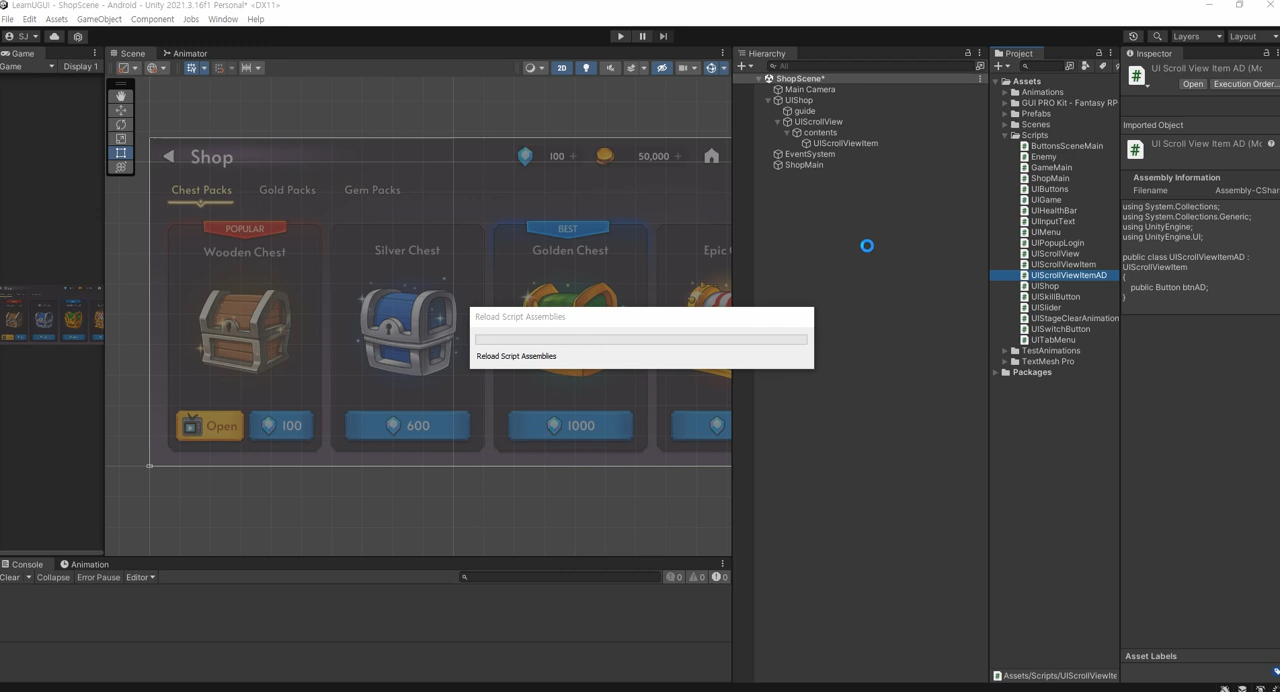 LearnUGUI - ShopScene - Android - Unity 2021.3.16f1 Personal* <DX11>
File Edit Assets GameObject Component Jobs Window Help
SJ
Layers Layout
Game Scene Animator
Game Display 1
2D
Shop
100 + 50,000 +
Chest Packs Gold Packs Gem Packs
POPULAR BEST
Wooden Chest Silver Chest Golden Chest Epic
Open 100 600 1000
Reload Script Assemblies
Reload Script Assemblies
Console Animation
Clear Collapse Error Pause Editor
0 0 0
Hierarchy
All
ShopScene*
Main Camera
UIShop
guide
UIScrollView
contents
UIScrollViewItem
EventSystem
ShopMain
Project
Assets
Animations
GUI PRO Kit - Fantasy RP
Prefabs
Scenes
Scripts
ButtonsSceneMain
Enemy
GameMain
ShopMain
UIButtons
UIGame
UIHealthBar
UIInputText
UIMenu
UIPopupLogin
UIScrollView
UIScrollViewItem
UIScrollViewItemAD
UIShop
UISkillButton
UISlider
UIStageClearAnimation
UISwitchButton
UITabMenu
TestAnimations
TextMesh Pro
Packages
Assets/Scripts/UIScrollViewIte
Inspector
UI Scroll View Item AD (Mo
Open Execution Order...
Imported Object
UI Scroll View Item AD (Mo
Assembly Information
Filename Assembly-CShar
using System.Collections;
using System.Collections.Generic;
using UnityEngine;
using UnityEngine.UI;
public class UIScrollViewItemAD :
UIScrollViewItem
{
public Button btnAD;
}
Asset Labels